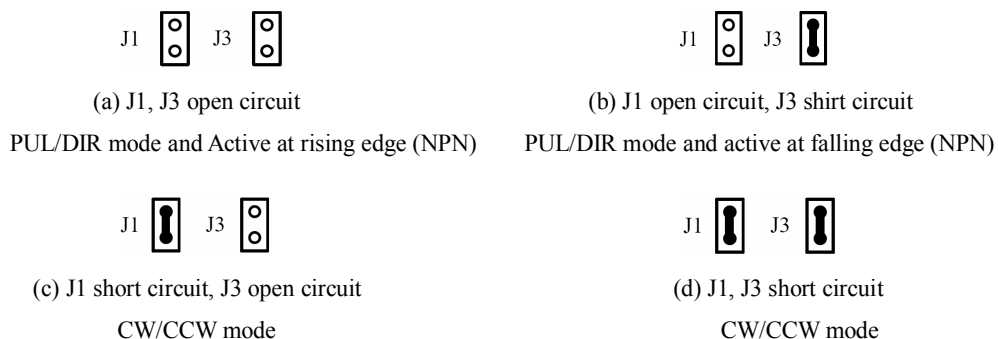 J1 J3 J1 J3
(a) J1, J3 open circuit (b) J1 open circuit, J3 shirt circuit
PUL/DIR mode and Active at rising edge (NPN) PUL/DIR mode and active at falling edge (NPN)
J1 J3 J1 J3
(c) J1 short circuit, J3 open circuit (d) J1, J3 short circuit
CW/CCW mode CW/CCW mode